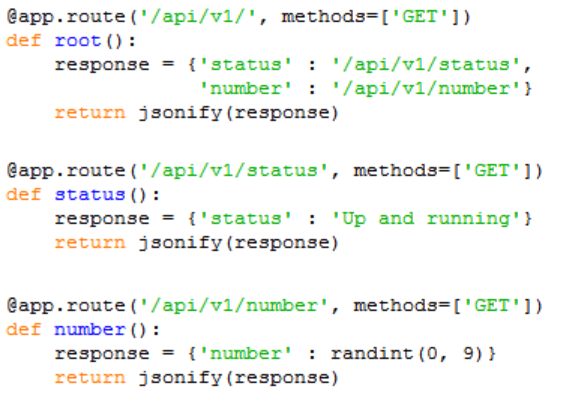 @app.route('/api/v1/', methods=['GET'])
def root():
    response = {'status' : '/api/v1/status',
                'number' : '/api/v1/number'}
    return jsonify(response)

@app.route('/api/v1/status', methods=['GET'])
def status():
    response = {'status' : 'Up and running'}
    return jsonify(response)

@app.route('/api/v1/number', methods=['GET'])
def number():
    response = {'number' : randint(0, 9)}
    return jsonify(response)